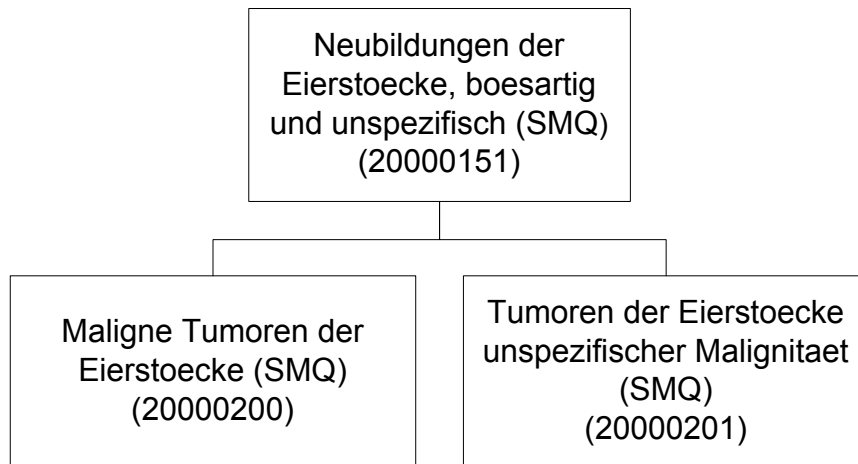 Neubildungen der
Eierstoecke, boesartig
und unspezifisch (SMQ)
(20000151)
Maligne Tumoren der
Eierstoecke (SMQ)
(20000200)
Tumoren der Eierstoecke
unspezifischer Malignitaet
(SMQ)
(20000201)